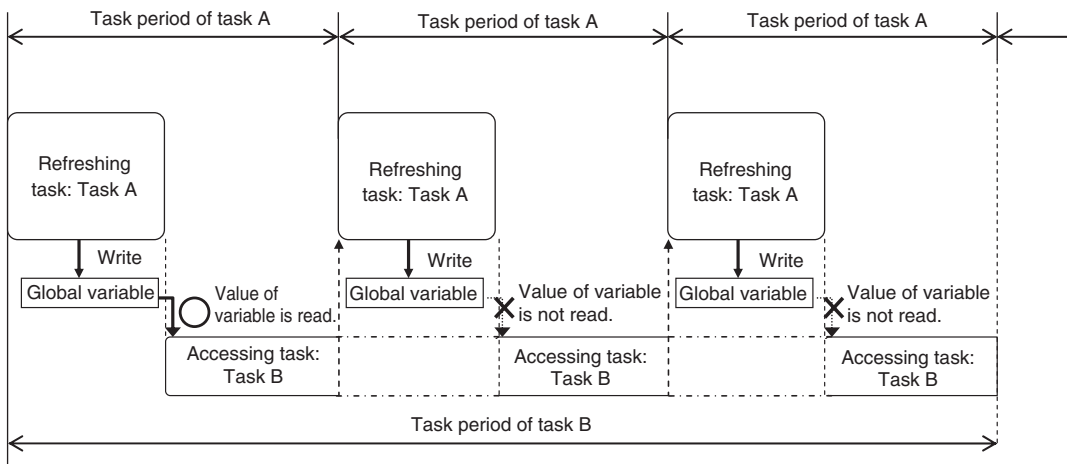 Task period of task A
Task period of task A
Task period of task A
Refreshing
task: Task A
Refreshing
task: Task A
Refreshing
task: Task A
Write
Write
Write
Global variable
Value of
variable is read.
Global variable
Value of variable
is not read.
Global variable
Value of variable
is not read.
Accessing task:
Task B
Accessing task:
Task B
Accessing task:
Task B
Task period of task B